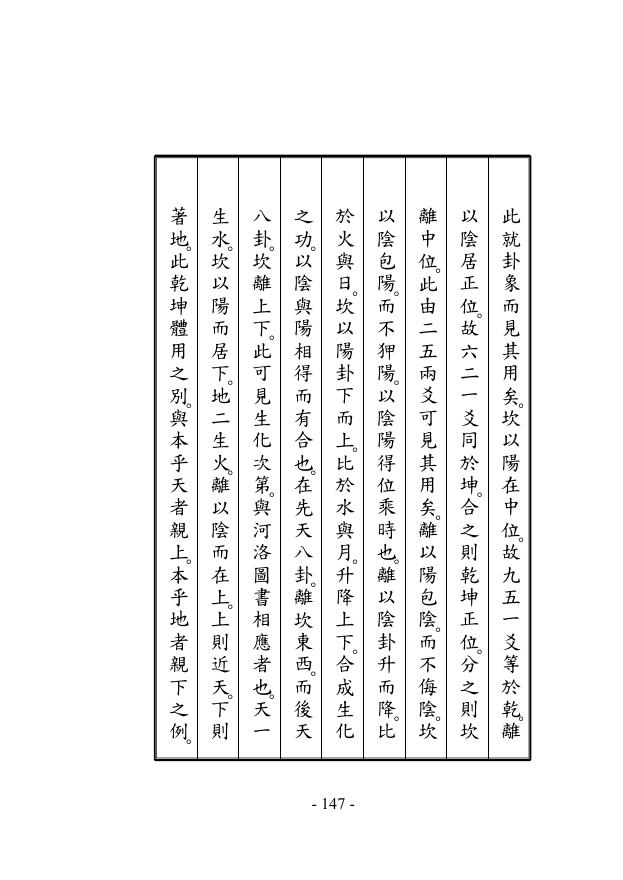 此就卦象而見其用矣。坎以陽在中位。故九五一爻等於乾。離
以陰居正位。故六二一爻同於坤。合之則乾坤正位。分之則坎
離中位。此由二五兩爻可見其用矣。離以陽包陰。而不侮陰。坎
以陰包陽。而不狎陽。以陰陽得位乘時也。離以陰卦升而降。比
於火與日。坎以陽卦下而上。比於水與月。升降上下。合成生化
之功。以陰與陽相得而有合也。在先天八卦。離坎東西。而後天
八卦。坎離上下。此可見生化次第。與河洛圖書相應者也。天一
生水。坎以陽而居下。地二生火。離以陰而在上。上則近天。下則
著地。此乾坤體用之別。與本乎天者親上。本乎地者親下之例。
- 147 -